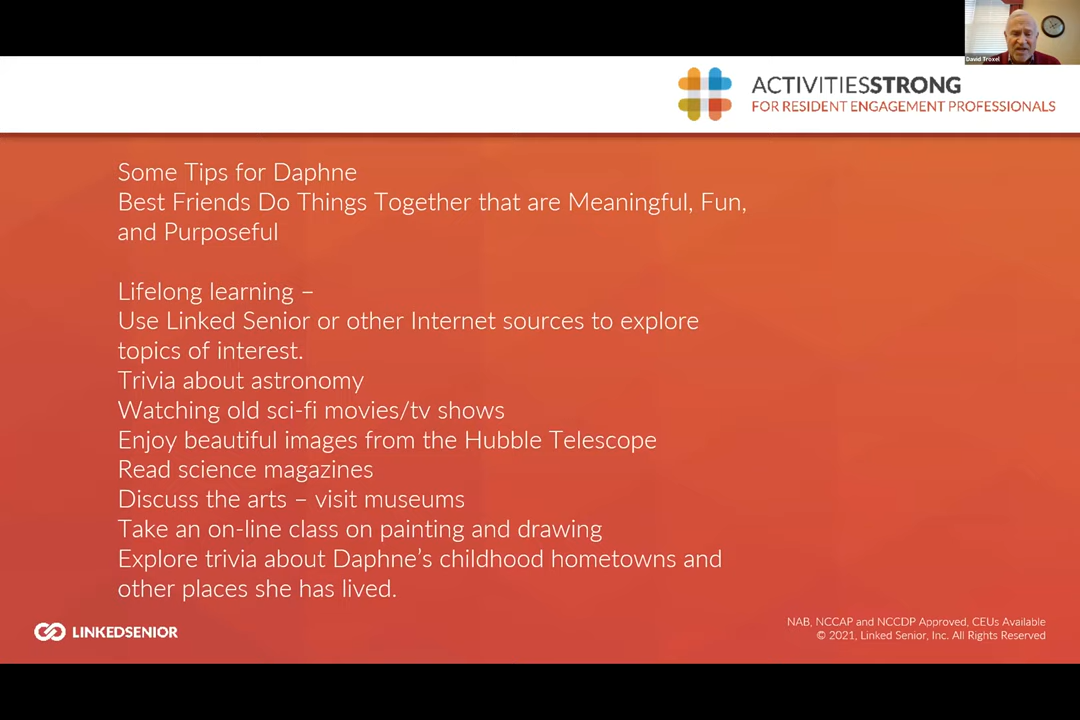 David Troxel
ACTIVITIESSTRONG
FOR RESIDENT ENGAGEMENT PROFESSIONALS
Some Tips for Daphne
Best Friends Do Things Together that are Meaningful, Fun,
and Purposeful
Lifelong learning –
Use Linked Senior or other Internet sources to explore
topics of interest.
Trivia about astronomy
Watching old sci-fi movies/tv shows
Enjoy beautiful images from the Hubble Telescope
Read science magazines
Discuss the arts – visit museums
Take an on-line class on painting and drawing
Explore trivia about Daphne’s childhood hometowns and
other places she has lived.
LINKEDSENIOR
NAB, NCCAP and NCCDP Approved, CEUs Available
© 2021, Linked Senior, Inc. All Rights Reserved